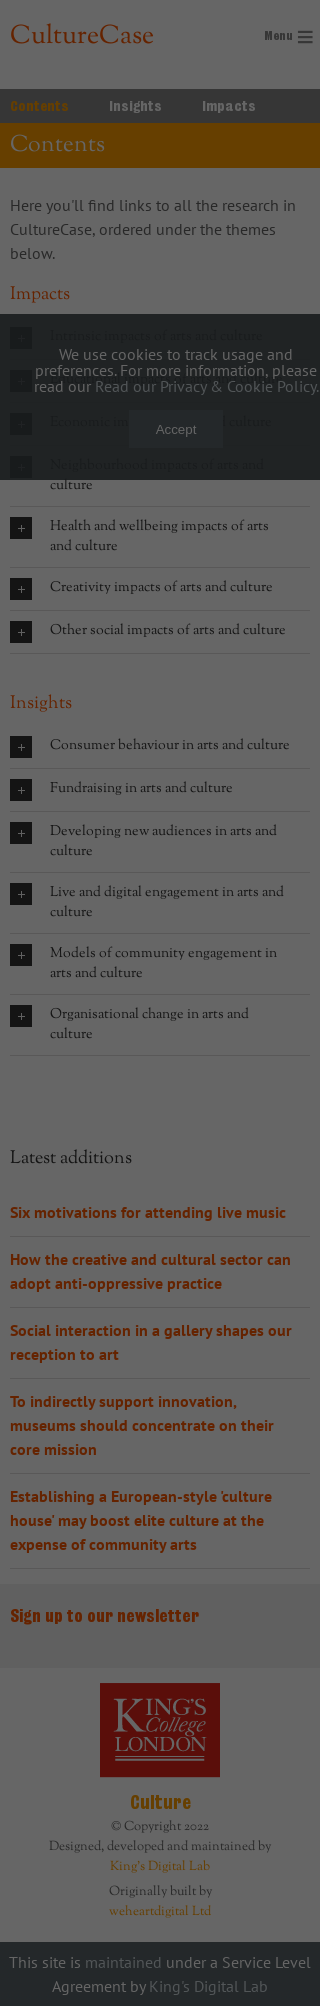 CultureCase
Menu
Contents Insights Impacts
Contents
Here you'll find links to all the research in
CultureCase, ordered under the themes
below.
Impacts
We use cookies to track usage and
preferences. For more information, please
read our Read our Privacy & Cookie Policy.
Accept
culture
Health and wellbeing impacts of arts
and culture
Creativity impacts of arts and culture
Other social impacts of arts and culture
Insights
Consumer behaviour in arts and culture
Fundraising in arts and culture
Developing new audiences in arts and
culture
Live and digital engagement in arts and
culture
Models of community engagement in
arts and culture
Organisational change in arts and
culture
Latest additions
Six motivations for attending live music
How the creative and cultural sector can
adopt anti-oppressive practice
Social interaction in a gallery shapes our
reception to art
To indirectly support innovation,
museums should concentrate on their
core mission
Establishing a European-style 'culture
house' may boost elite culture at the
expense of community arts
Sign up to our newsletter
KING'S
College
LONDON
Culture
© Copyright 2022
Designed, developed and maintained by
King's Digital Lab
Originally built by
weheartdigital Ltd
This site is maintained under a Service Level
Agreement by King's Digital Lab